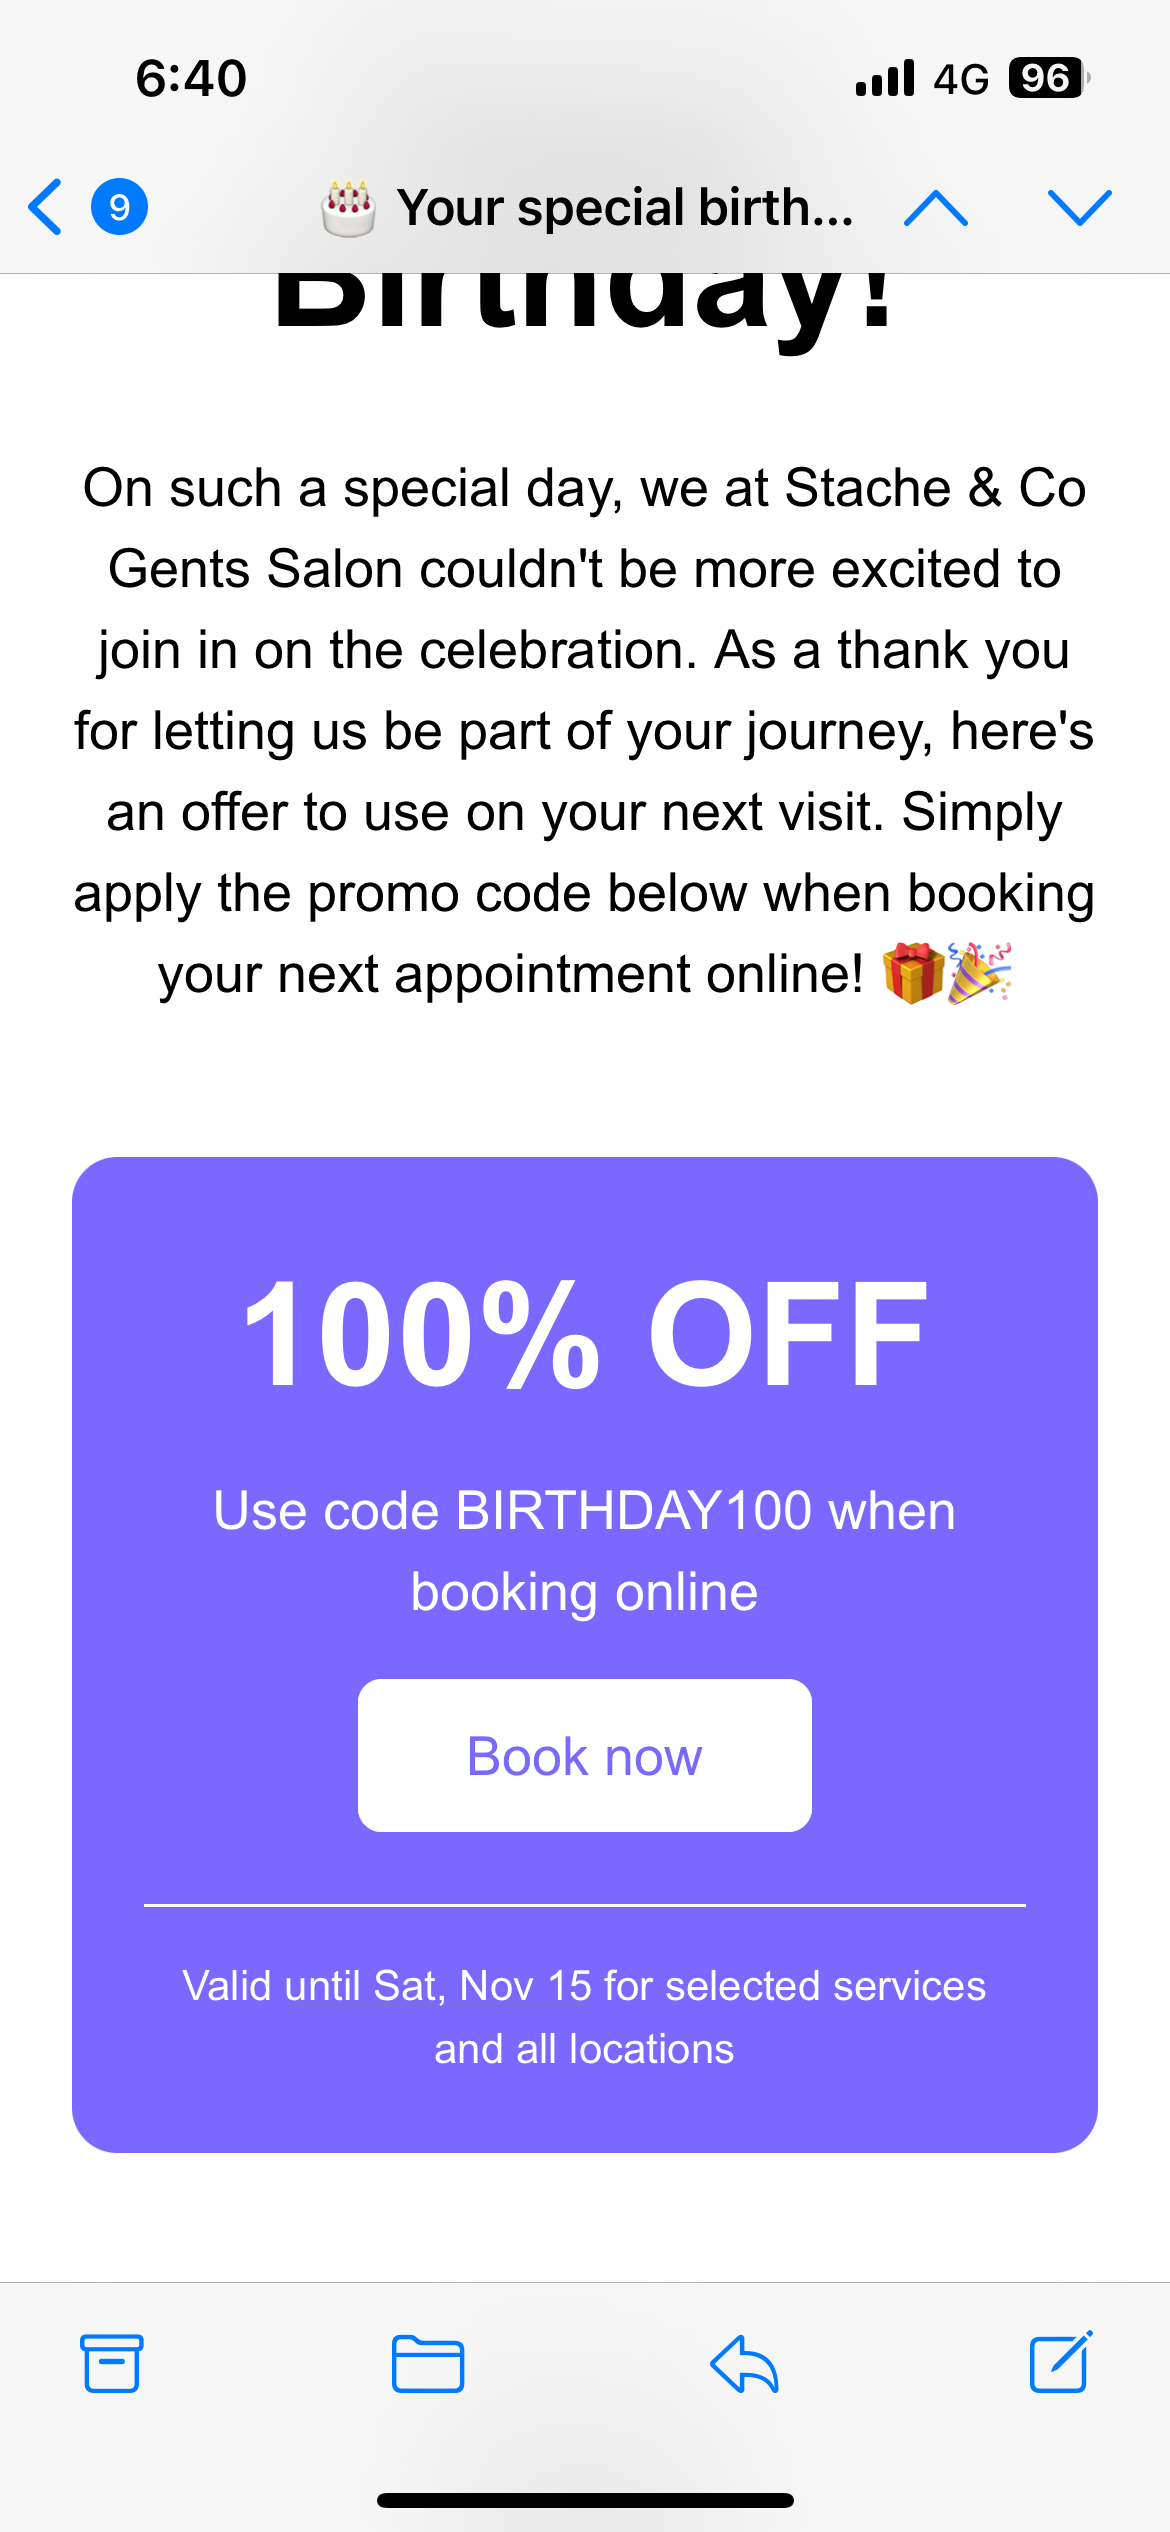 6:40
4G 96
9
🎂 Your special birth...
Birthday!
On such a special day, we at Stache & Co
Gents Salon couldn't be more excited to
join in on the celebration. As a thank you
for letting us be part of your journey, here's
an offer to use on your next visit. Simply
apply the promo code below when booking
your next appointment online! 🎁🎉
100% OFF
Use code BIRTHDAY100 when
booking online
Book now
Valid until Sat, Nov 15 for selected services
and all locations